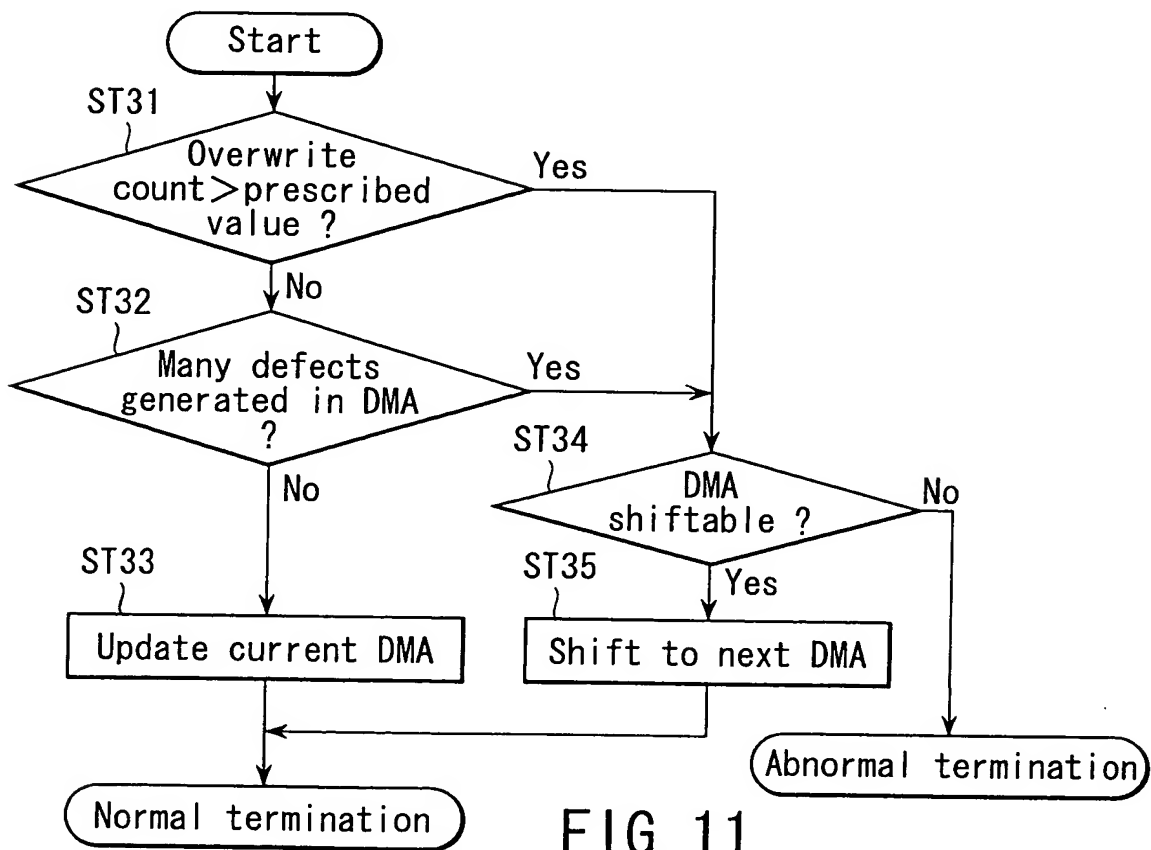 Start
ST31
Overwrite
count>prescribed
value ?
Yes
No
ST32
Many defects
generated in DMA
?
Yes
No
ST34
DMA
shiftable ?
No
Yes
ST33
Update current DMA
ST35
Shift to next DMA
Normal termination
Abnormal termination
FIG 11